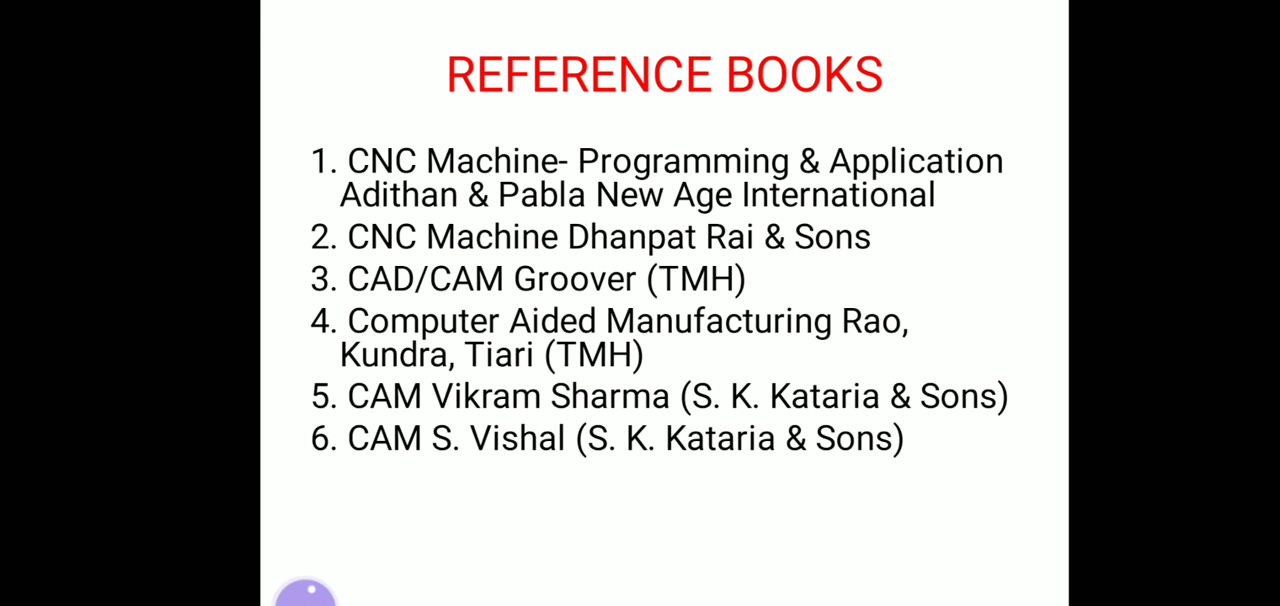 REFERENCE BOOKS
1. CNC Machine- Programming & Application
Adithan & Pabla New Age International
2. CNC Machine Dhanpat Rai & Sons
3. CAD/CAM Groover (TMH)
4. Computer Aided Manufacturing Rao,
Kundra, Tiari (TMH)
5. CAM Vikram Sharma (S. K. Kataria & Sons)
6. CAM S. Vishal (S. K. Kataria & Sons)